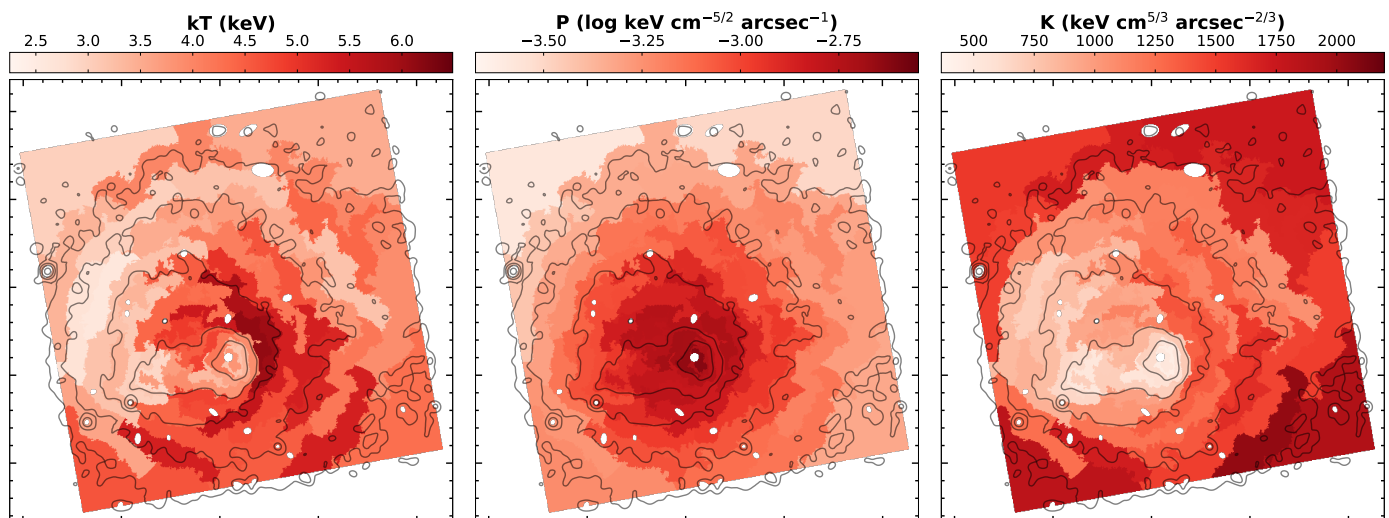 kT (keV)
2.5 3.0 3.5 4.0 4.5 5.0 5.5 6.0
P (log keV cm⁻⁵/² arcsec⁻¹)
−3.50 −3.25 −3.00 −2.75
K (keV cm⁵/³ arcsec⁻²/³)
500 750 1000 1250 1500 1750 2000